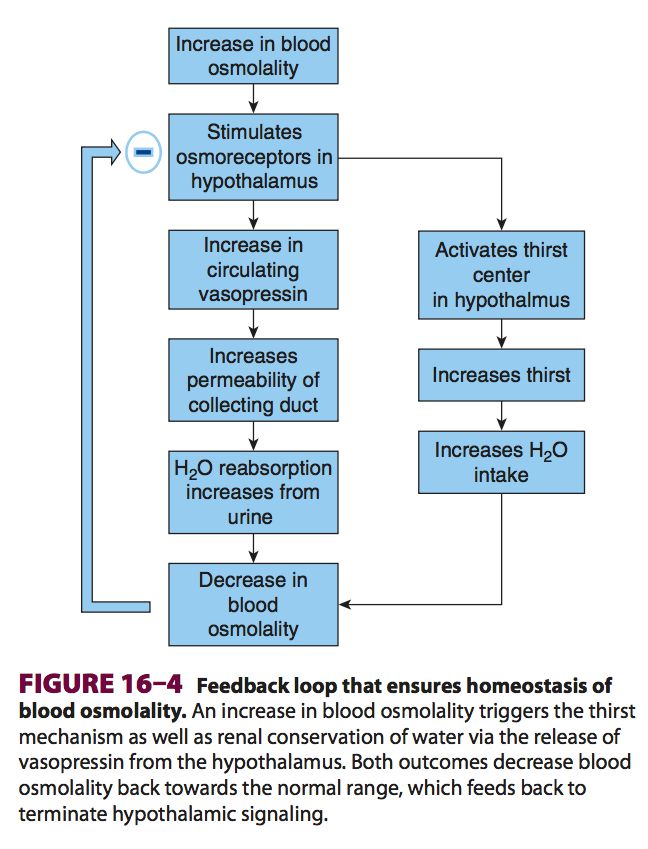 Increase in blood
osmolality
Stimulates
osmoreceptors in
hypothalamus
Increase in
circulating
vasopressin
Increases
permeability of
collecting duct
H₂O reabsorption
increases from
urine
Decrease in
blood
osmolality
Activates thirst
center
in hypothalmus
Increases thirst
Increases H₂O
intake
FIGURE 16–4 Feedback loop that ensures homeostasis of
blood osmolality. An increase in blood osmolality triggers the thirst
mechanism as well as renal conservation of water via the release of
vasopressin from the hypothalamus. Both outcomes decrease blood
osmolality back towards the normal range, which feeds back to
terminate hypothalamic signaling.